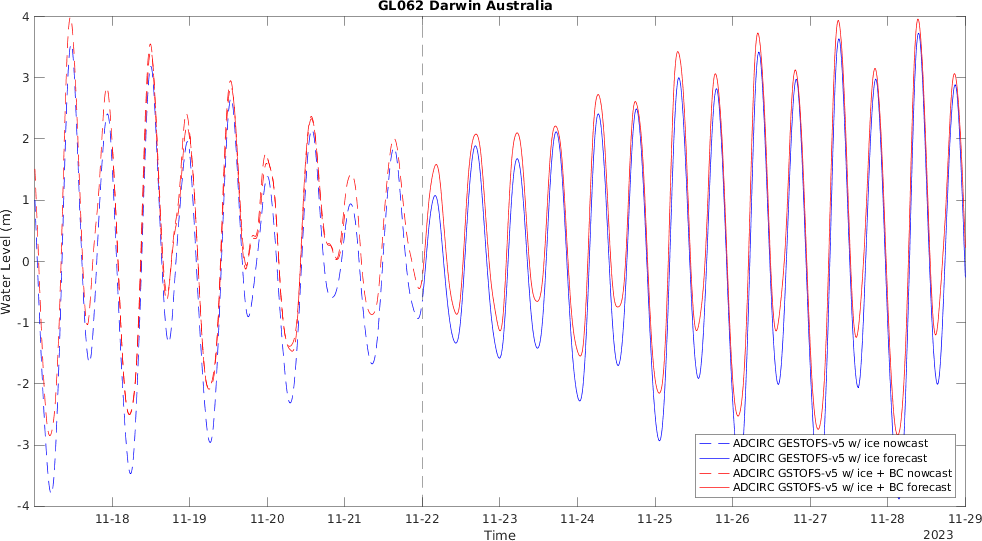 GL062 Darwin Australia
Water Level (m)
4
3
2
1
0
-1
-2
-3
-4
ADCIRC GESTOFS-v5 w/ ice nowcast
ADCIRC GESTOFS-v5 w/ ice forecast
ADCIRC GSTOFS-v5 w/ ice + BC nowcast
ADCIRC GSTOFS-v5 w/ ice + BC forecast
11-18 11-19 11-20 11-21 11-22 11-23 11-24 11-25 11-26 11-27 11-28 11-29
Time
2023